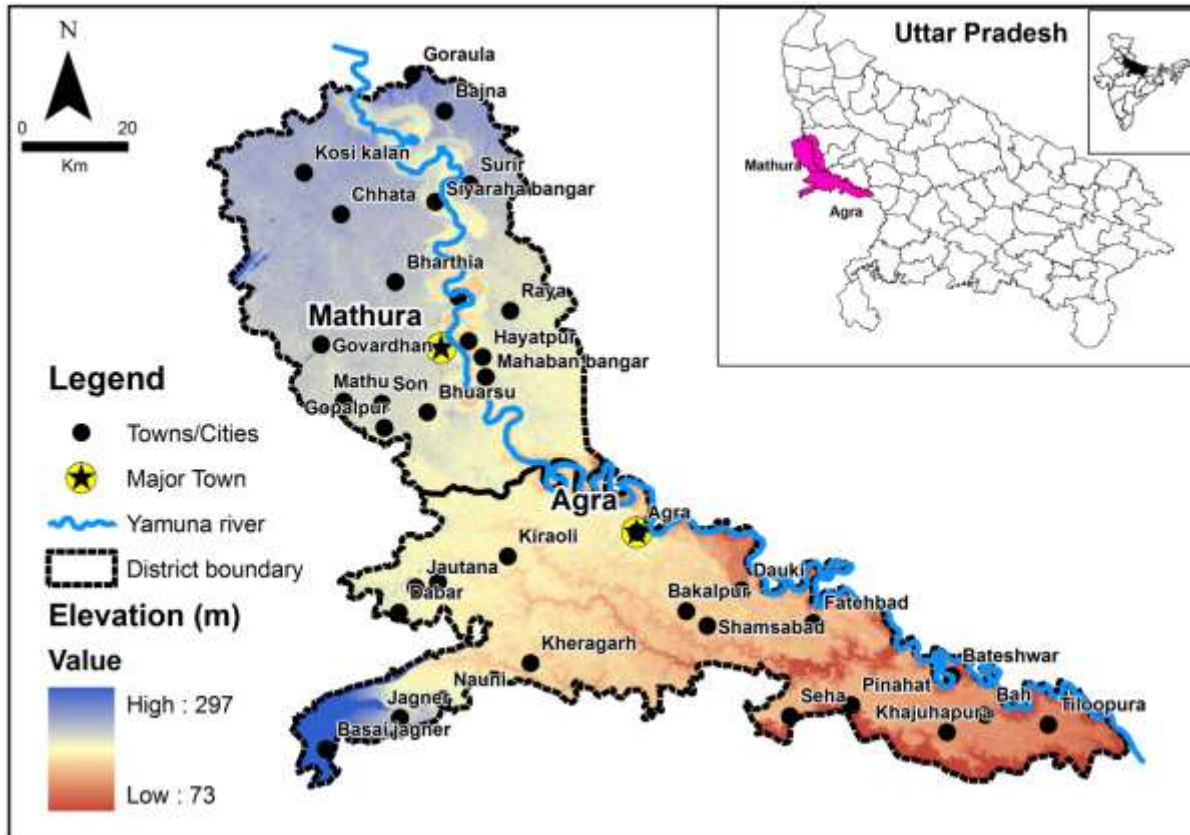 N
0 20
Km
Goraula
Bajna
Kosi kalan
Surir
Chhata
Siyaraha bangar
Bharthia
Raya
Mathura
Govardhan
Hayatpur
Mahaban bangar
Mathu
Son
Bhuarsu
Gopalpur
Agra
Agra
Kiraoli
Jautana
Dabar
Dauki
Bakalpur
Fatehbad
Shamsabad
Kheragarh
Bateshwar
Nauni
Pinahat
Bah
Jagner
Seha
Khajuhapura
Tiloopura
Basai jagner
Legend
Towns/Cities
Major Town
Yamuna river
District boundary
Elevation (m)
Value
High : 297
Low : 73
Uttar Pradesh
Mathura
Agra